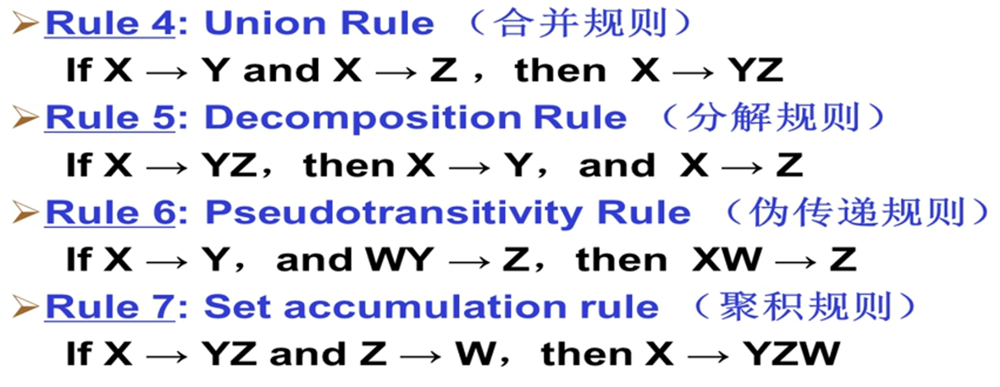 ➢Rule 4: Union Rule （合并规则）
If X → Y and X → Z ，then X → YZ
➢Rule 5: Decomposition Rule （分解规则）
If X → YZ，then X → Y，and X → Z
➢Rule 6: Pseudotransitivity Rule （伪传递规则）
If X → Y，and WY → Z，then XW → Z
➢Rule 7: Set accumulation rule （聚积规则）
If X → YZ and Z → W，then X → YZW